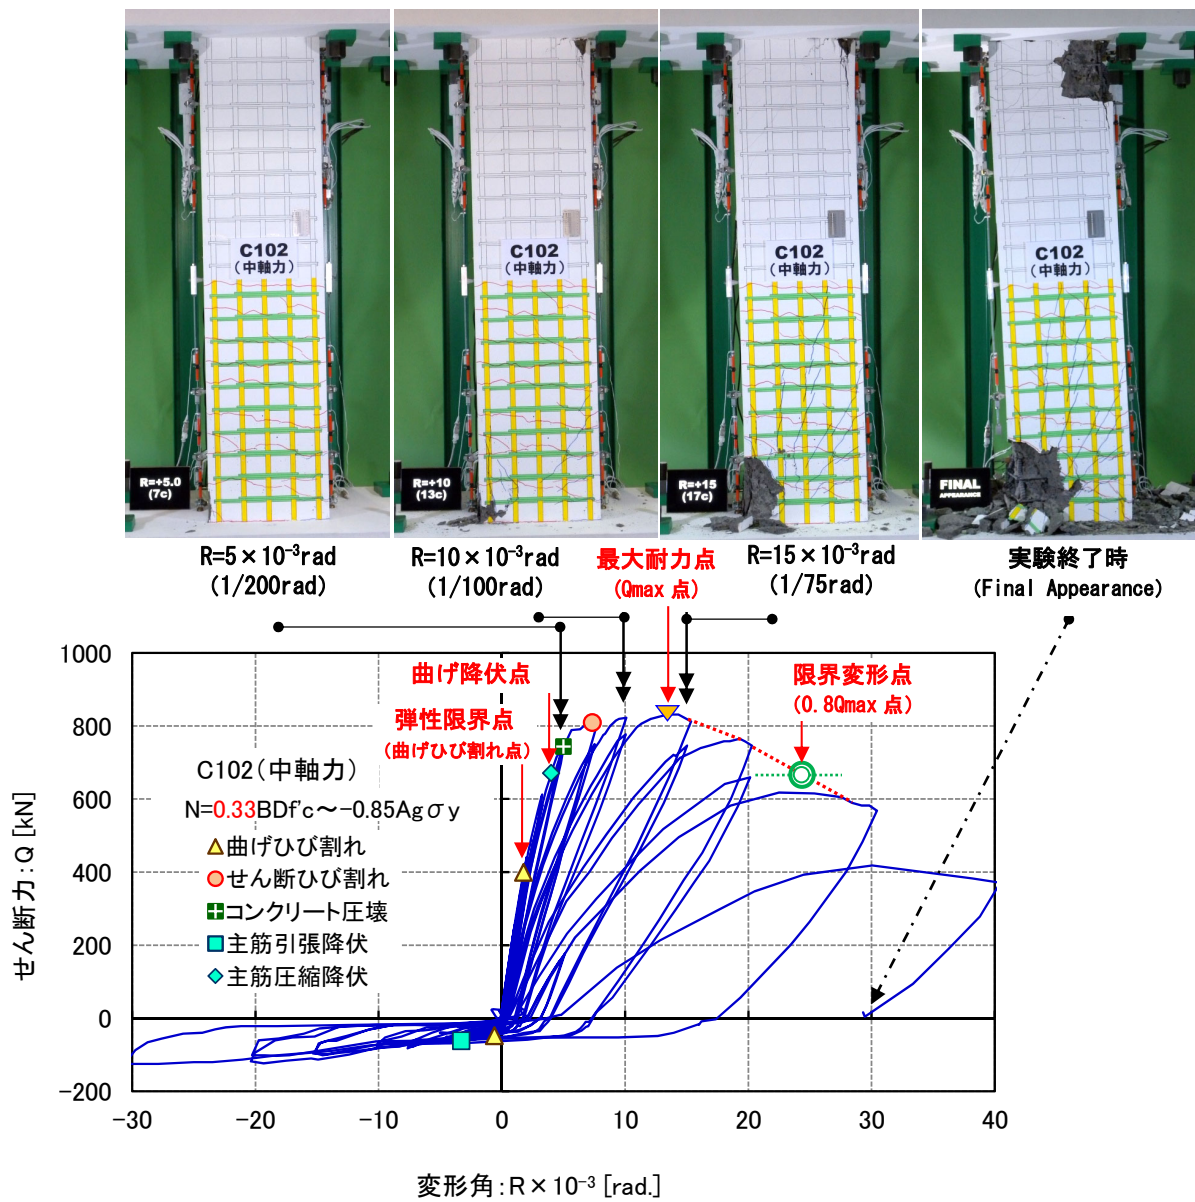 C102
(中軸力)
R=+5.0
(7c)
C102
(中軸力)
R=+10
(13c)
C102
(中軸力)
R=+15
(17c)
C102
(中軸力)
FINAL
APPEARANCE
R=5×10⁻³rad
(1/200rad)
R=10×10⁻³rad
(1/100rad)
最大耐力点
(Qmax 点)
R=15×10⁻³rad
(1/75rad)
実験終了時
(Final Appearance)
曲げ降伏点
弾性限界点
(曲げひび割れ点)
限界変形点
(0.8Qmax 点)
C102(中軸力)
N=0.33BDf'c～-0.85Agσy
曲げひび割れ
せん断ひび割れ
コンクリート圧壊
主筋引張降伏
主筋圧縮降伏
せん断力:Q [kN]
1000
800
600
400
200
0
-200
-30
-20
-10
0
10
20
30
40
変形角:R×10⁻³ [rad.]